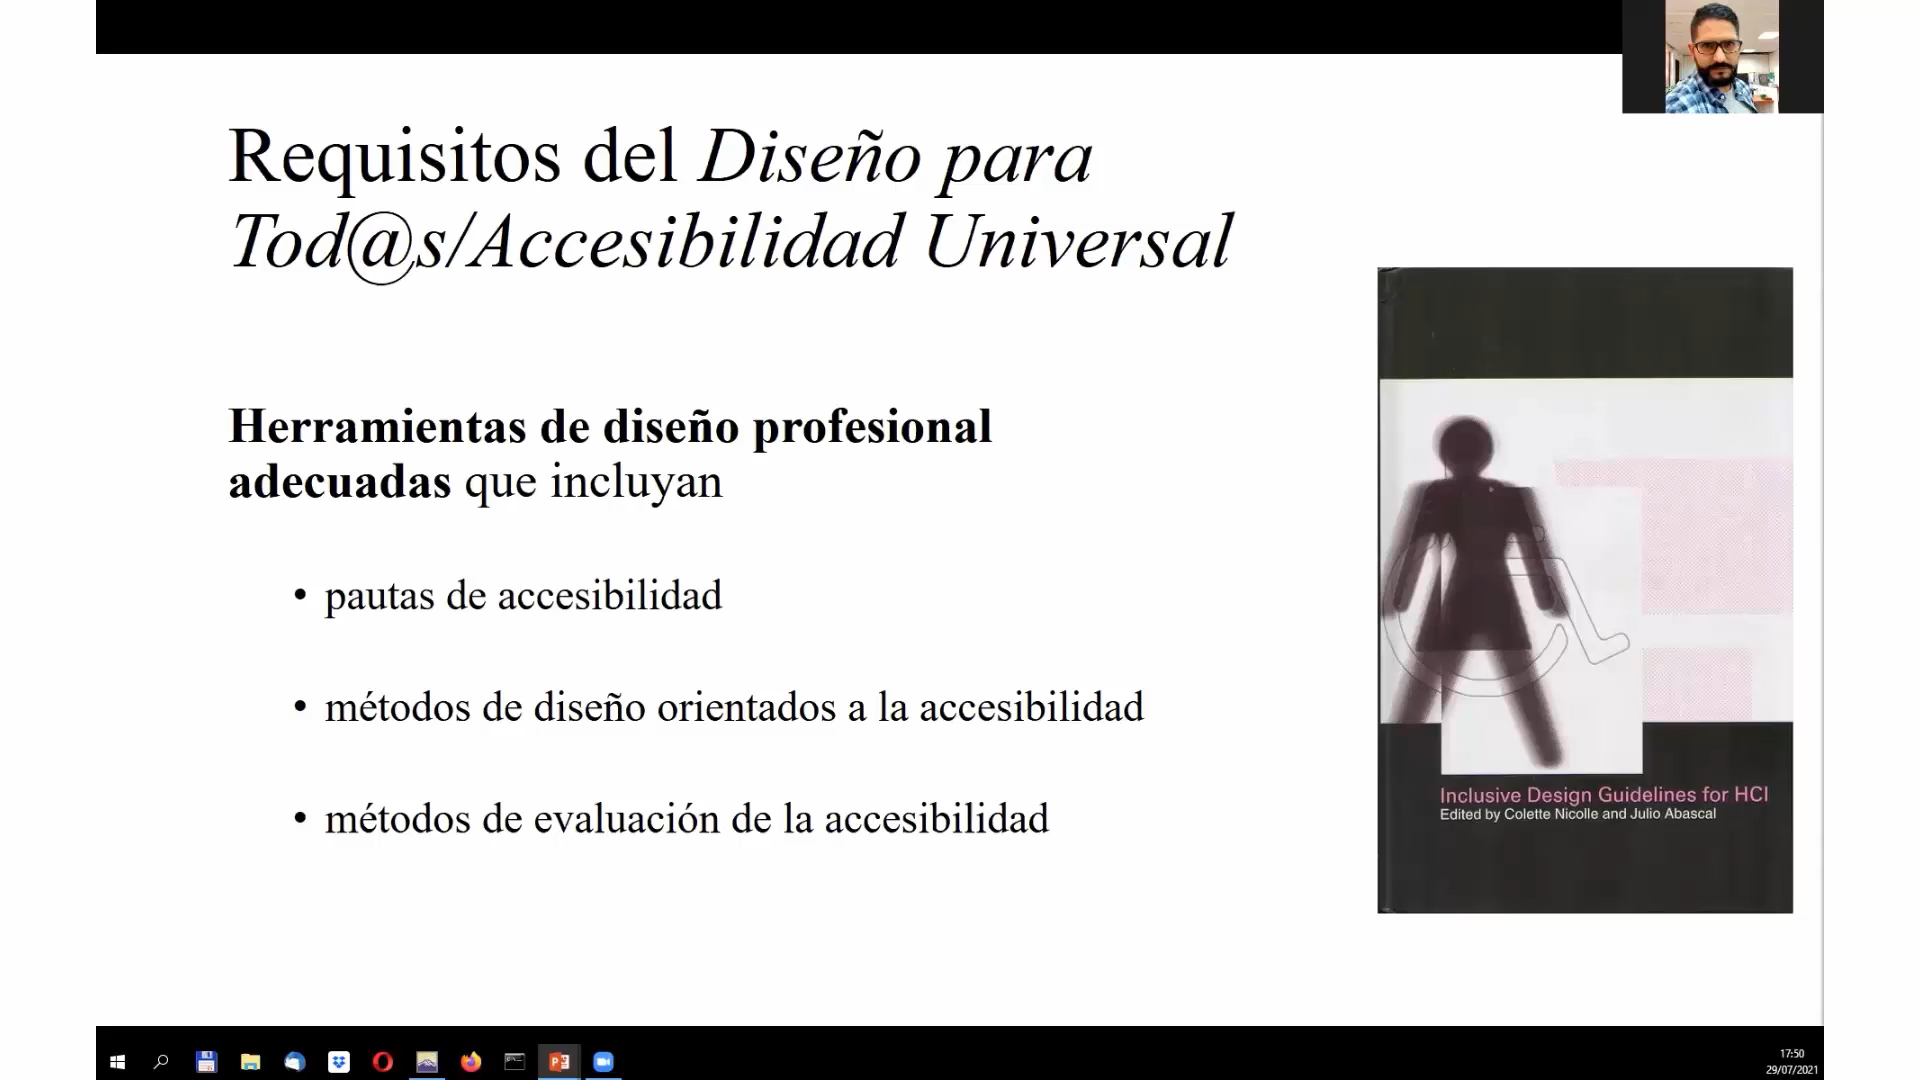 Requisitos del Diseño para
Tod@s/Accesibilidad Universal
Herramientas de diseño profesional
adecuadas que incluyan
• pautas de accesibilidad
• métodos de diseño orientados a la accesibilidad
• métodos de evaluación de la accesibilidad
Inclusive Design Guidelines for HCI
Edited by Colette Nicolle and Julio Abascal
17:50
29/07/2021